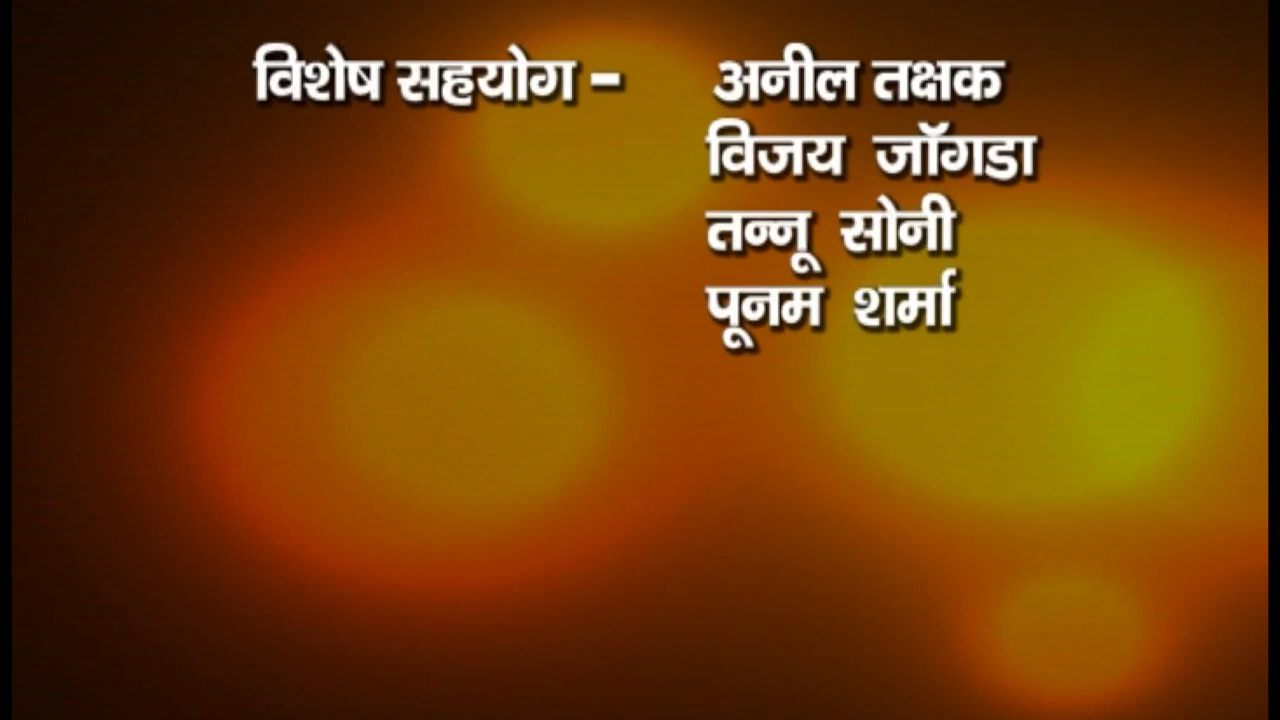 विशेष सहयोग - अनील तक्षक
विजय जॉगडा
तन्नू सोनी
पूनम शर्मा